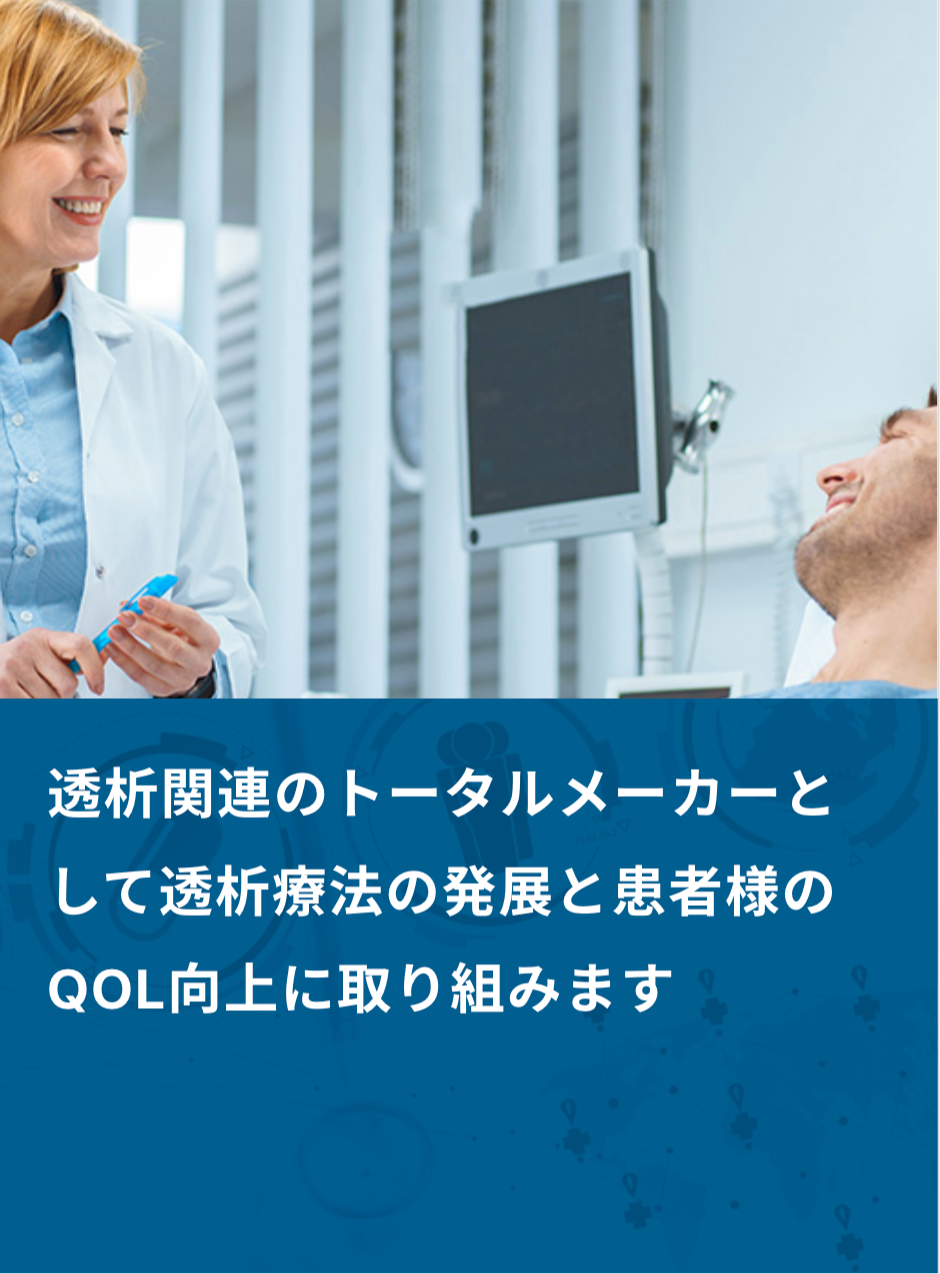 透析関連のトータルメーカーと
して透析療法の発展と患者様の
QOL向上に取り組みます